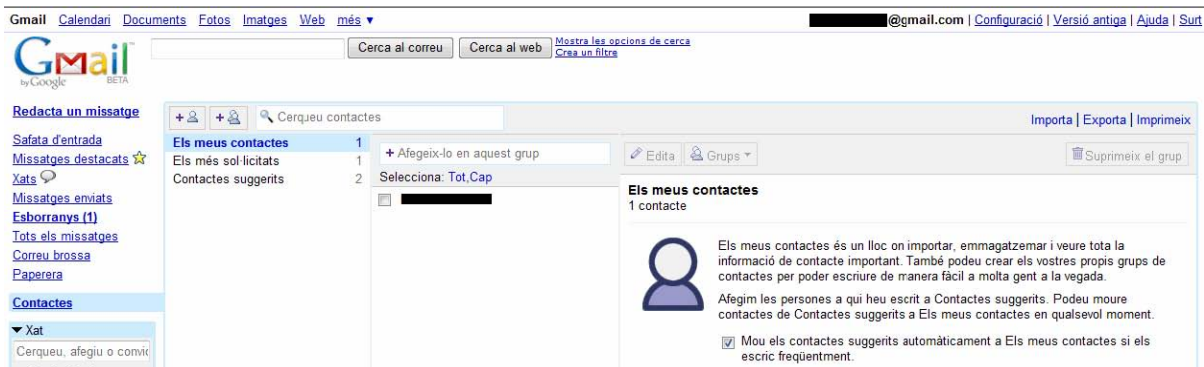 Gmail Calendari Documents Fotos Imatges Web més ▼
@gmail.com | Configuració | Versió antiga | Ajuda | Surt
Gmail
by Google BETA
Cerca al correu Cerca al web Mostra les opcions de cerca
Crea un filtre
Redacta un missatge
Safata d'entrada
Missatges destacats
Xats
Missatges enviats
Esborranys (1)
Tots els missatges
Correu brossa
Paperera
Contactes
▼ Xat
Cerqueu, afegiu o convid
+ + Cerqueu contactes
Importa | Exporta | Imprimeix
Els meus contactes 1
Els més sol·licitats 1
Contactes suggerits 2
+ Afegeix-lo en aquest grup
Selecciona: Tot,Cap
Edita Grups ▼ Suprimeix el grup
Els meus contactes
1 contacte
Els meus contactes és un lloc on importar, emmagatzemar i veure tota la
informació de contacte important. També podeu crear els vostres propis grups de
contactes per poder escriure de manera fàcil a molta gent a la vegada.
Afegim les persones a qui heu escrit a Contactes suggerits. Podeu moure
contactes de Contactes suggerits a Els meus contactes en qualsevol moment.
Mou els contactes suggerits automàticament a Els meus contactes si els
escric freqüentment.